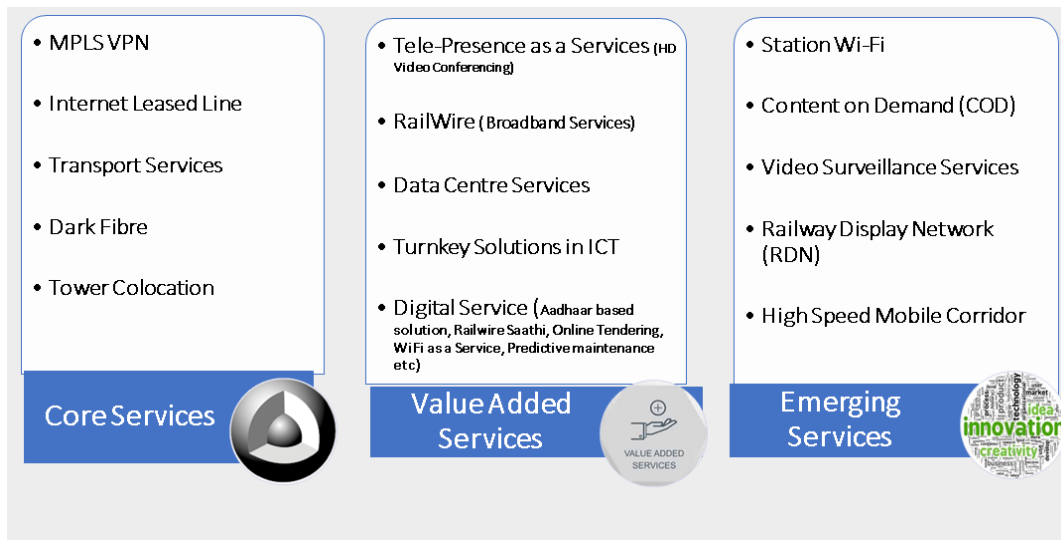 • MPLS VPN
• Internet Leased Line
• Transport Services
• Dark Fibre
• Tower Colocation
Core Services
• Tele-Presence as a Services (HD
Video Conferencing)
• RailWire (Broadband Services)
• Data Centre Services
• Turnkey Solutions in ICT
• Digital Service (Aadhaar based
solution, Railwire Saathi, Online Tendering,
WiFi as a Service, Predictive maintenance
etc)
Value Added
Services
VALUE ADDED
SERVICES
• Station Wi-Fi
• Content on Demand (COD)
• Video Surveillance Services
• Railway Display Network
(RDN)
• High Speed Mobile Corridor
Emerging
Services
technology
market
idea
innovation
creativity
business